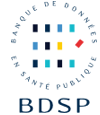 BANQUE DE DONNÉES
EN SANTÉ PUBLIQUE
BDSP